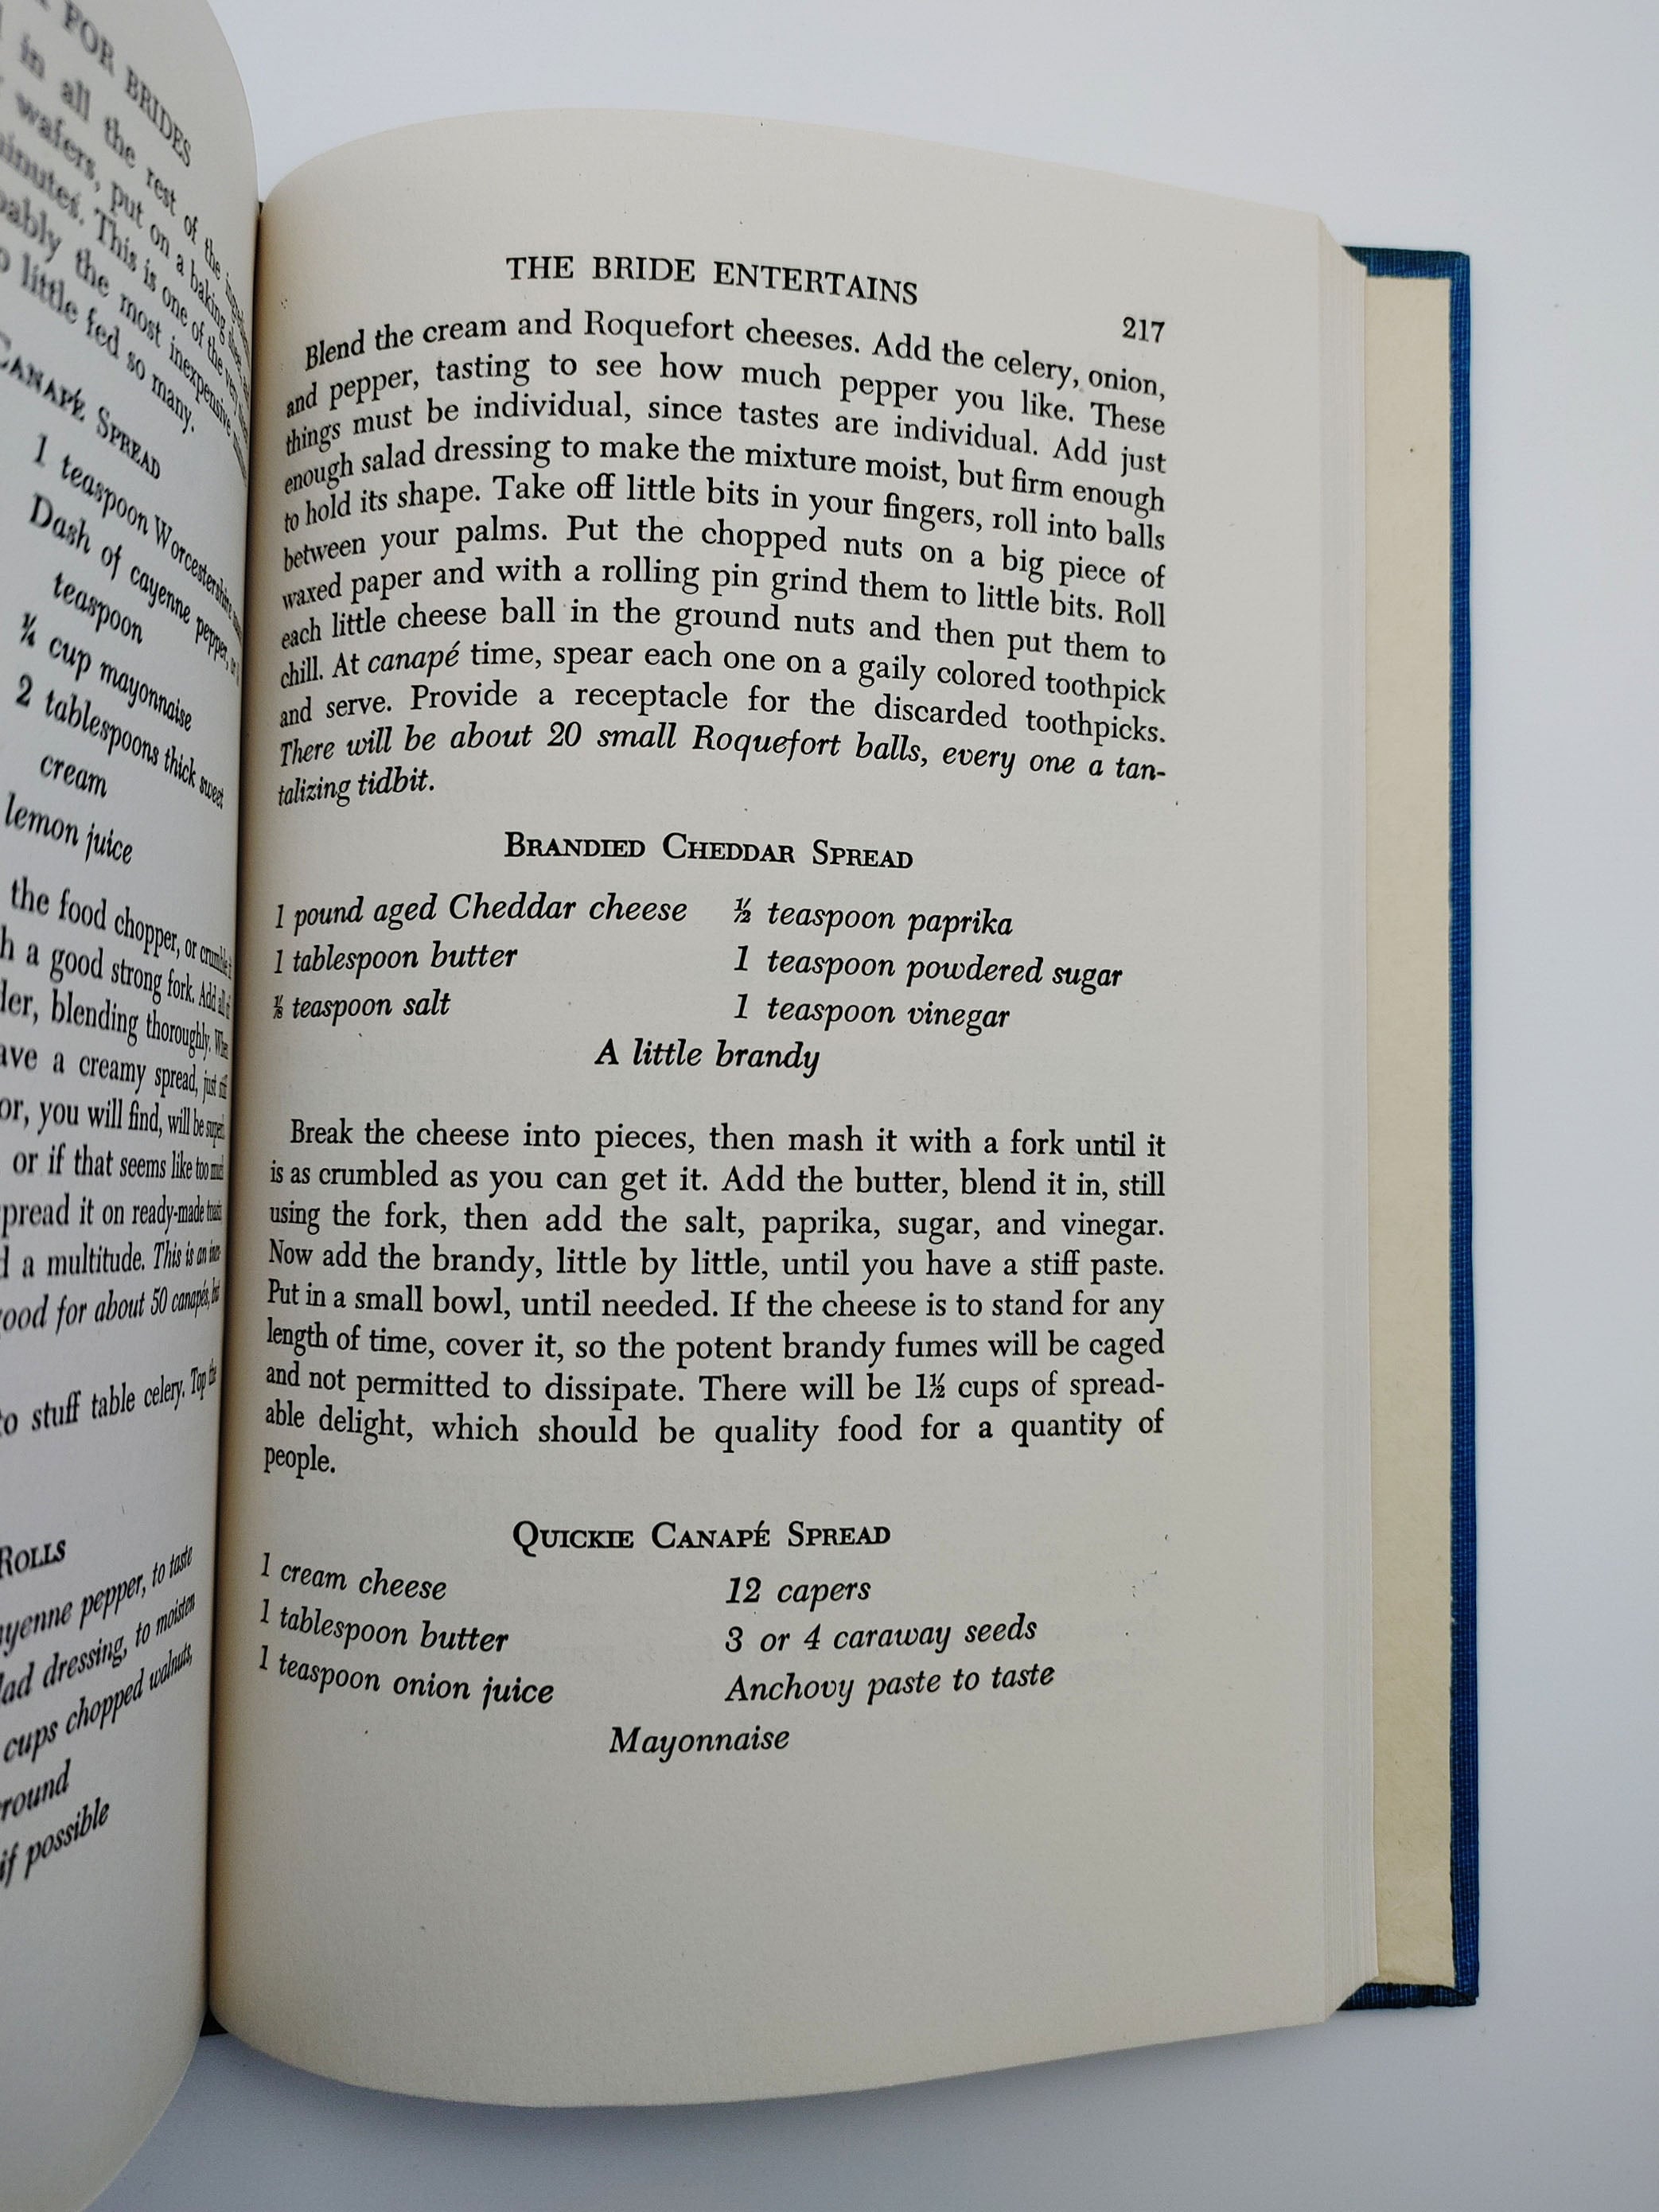 FOR BRIDES
in all the rest of the
wafers, put on a baking
minutes. This is one of the very
the most inexpensive.
little fed so many.
CANAPÉ SPREAD
1 teaspoon Worcestershire
Dash of cayenne pepper, or
teaspoon
¼ cup mayonnaise
2 tablespoons thick sweet
cream
lemon juice
the food chopper, or crumble it
a good strong fork. Add all
blending thoroughly. When
a creamy spread, just
or, you will find, will be
or if that seems like too much
spread it on ready-made
a multitude. This is an
good for about 50 canapés, but
to stuff table celery. Top the
ROLLS
cayenne pepper, to taste
dressing, to moisten
cups chopped walnuts,
ground
if possible
THE BRIDE ENTERTAINS 217
Blend the cream and Roquefort cheeses. Add the celery, onion,
and pepper, tasting to see how much pepper you like. These
things must be individual, since tastes are individual. Add just
enough salad dressing to make the mixture moist, but firm enough
to hold its shape. Take off little bits in your fingers, roll into balls
between your palms. Put the chopped nuts on a big piece of
waxed paper and with a rolling pin grind them to little bits. Roll
each little cheese ball in the ground nuts and then put them to
chill. At canapé time, spear each one on a gaily colored toothpick
and serve. Provide a receptacle for the discarded toothpicks.
There will be about 20 small Roquefort balls, every one a tan-
talizing tidbit.
BRANDIED CHEDDAR SPREAD
1 pound aged Cheddar cheese ½ teaspoon paprika
1 tablespoon butter 1 teaspoon powdered sugar
⅛ teaspoon salt 1 teaspoon vinegar
A little brandy
Break the cheese into pieces, then mash it with a fork until it
is as crumbled as you can get it. Add the butter, blend it in, still
using the fork, then add the salt, paprika, sugar, and vinegar.
Now add the brandy, little by little, until you have a stiff paste.
Put in a small bowl, until needed. If the cheese is to stand for any
length of time, cover it, so the potent brandy fumes will be caged
and not permitted to dissipate. There will be 1½ cups of spread-
able delight, which should be quality food for a quantity of
people.
QUICKIE CANAPÉ SPREAD
1 cream cheese 12 capers
1 tablespoon butter 3 or 4 caraway seeds
1 teaspoon onion juice Anchovy paste to taste
Mayonnaise